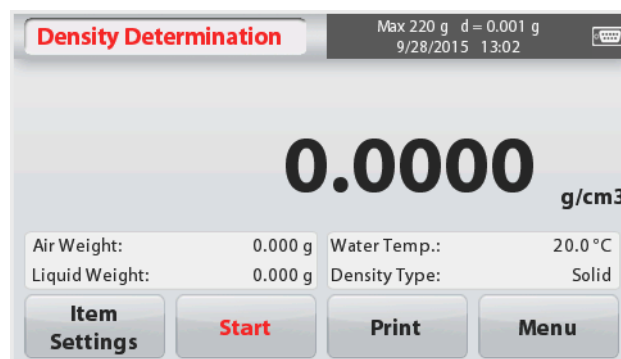 Density Determination
Max 220 g d = 0.001 g
9/28/2015 13:02
0.0000
g/cm3
Air Weight: 0.000 g
Water Temp.: 20.0 °C
Liquid Weight: 0.000 g
Density Type: Solid
Item
Settings
Start
Print
Menu